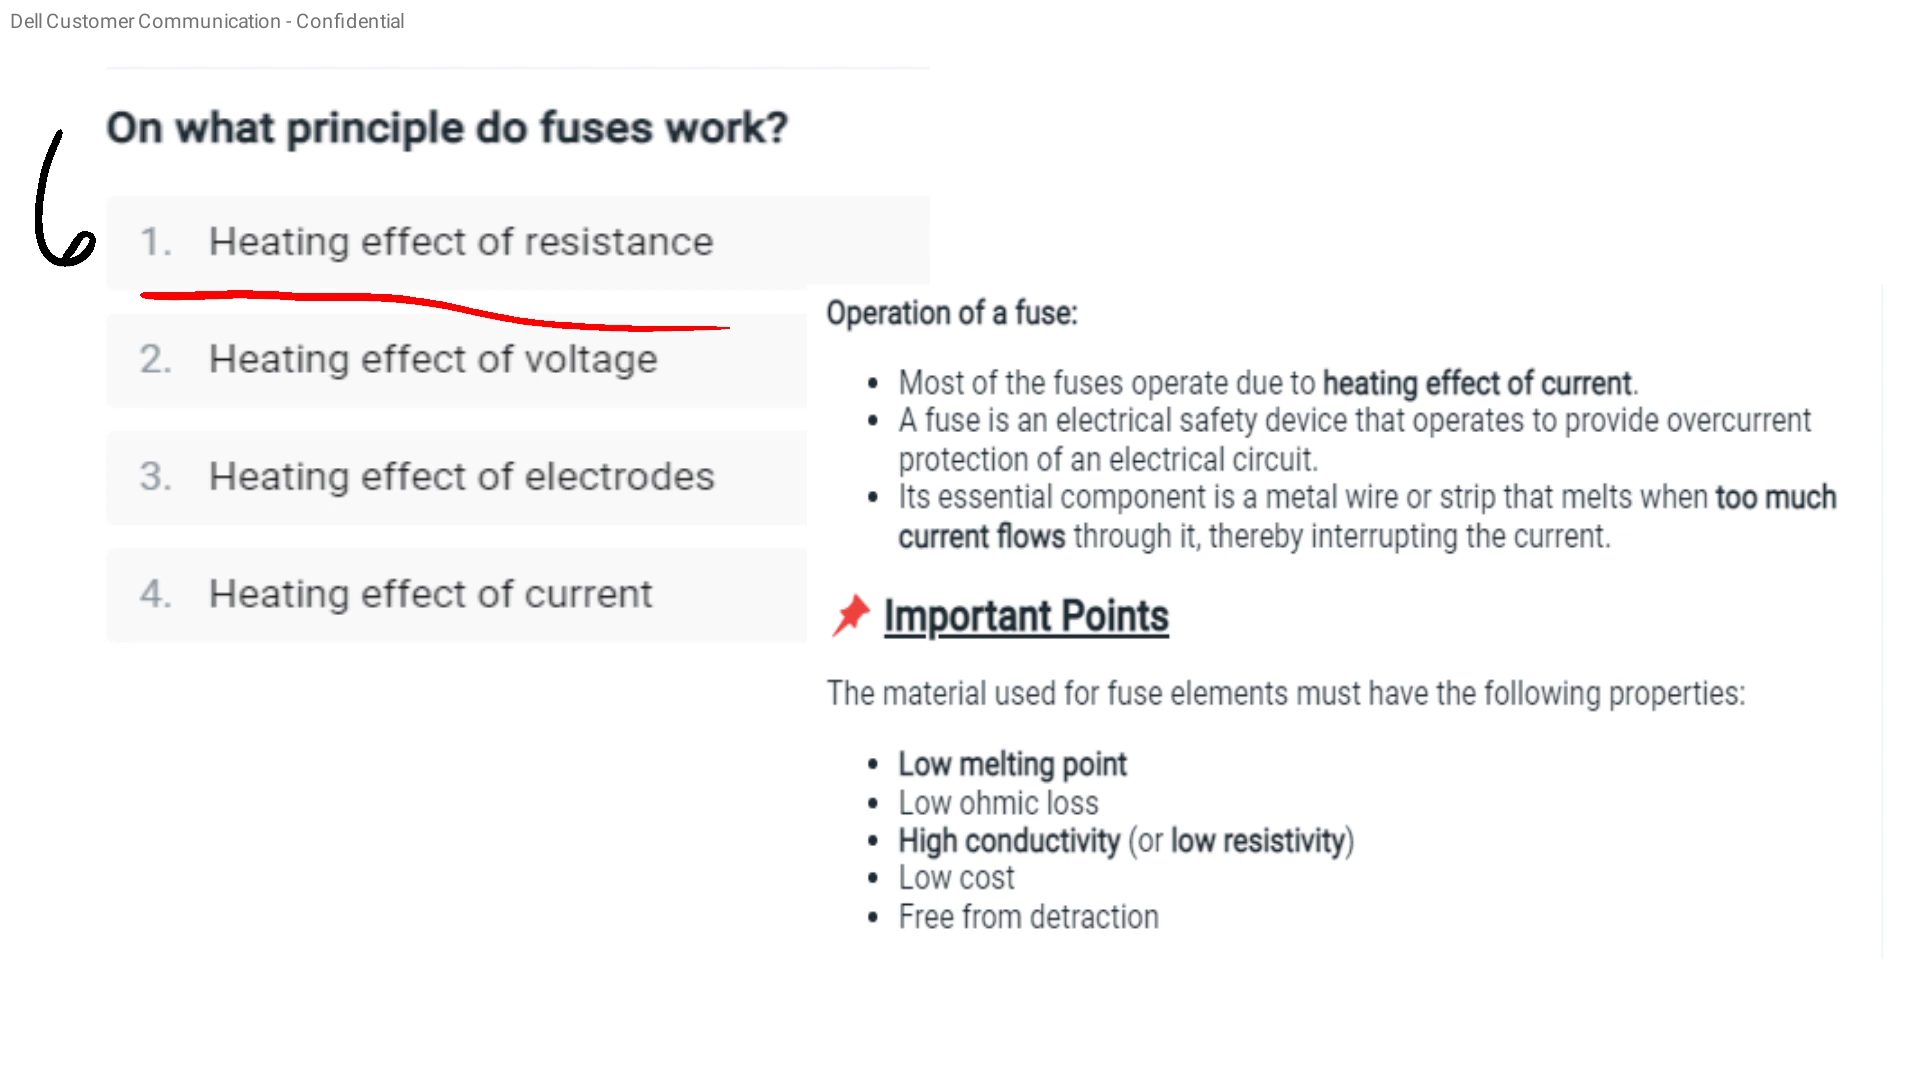 Dell Customer Communication - Confidential
6
On what principle do fuses work?
1. Heating effect of resistance
2. Heating effect of voltage
3. Heating effect of electrodes
4. Heating effect of current
Operation of a fuse:
• Most of the fuses operate due to heating effect of current.
• A fuse is an electrical safety device that operates to provide overcurrent
protection of an electrical circuit.
• Its essential component is a metal wire or strip that melts when too much
current flows through it, thereby interrupting the current.
Important Points
The material used for fuse elements must have the following properties:
• Low melting point
• Low ohmic loss
• High conductivity (or low resistivity)
• Low cost
• Free from detraction